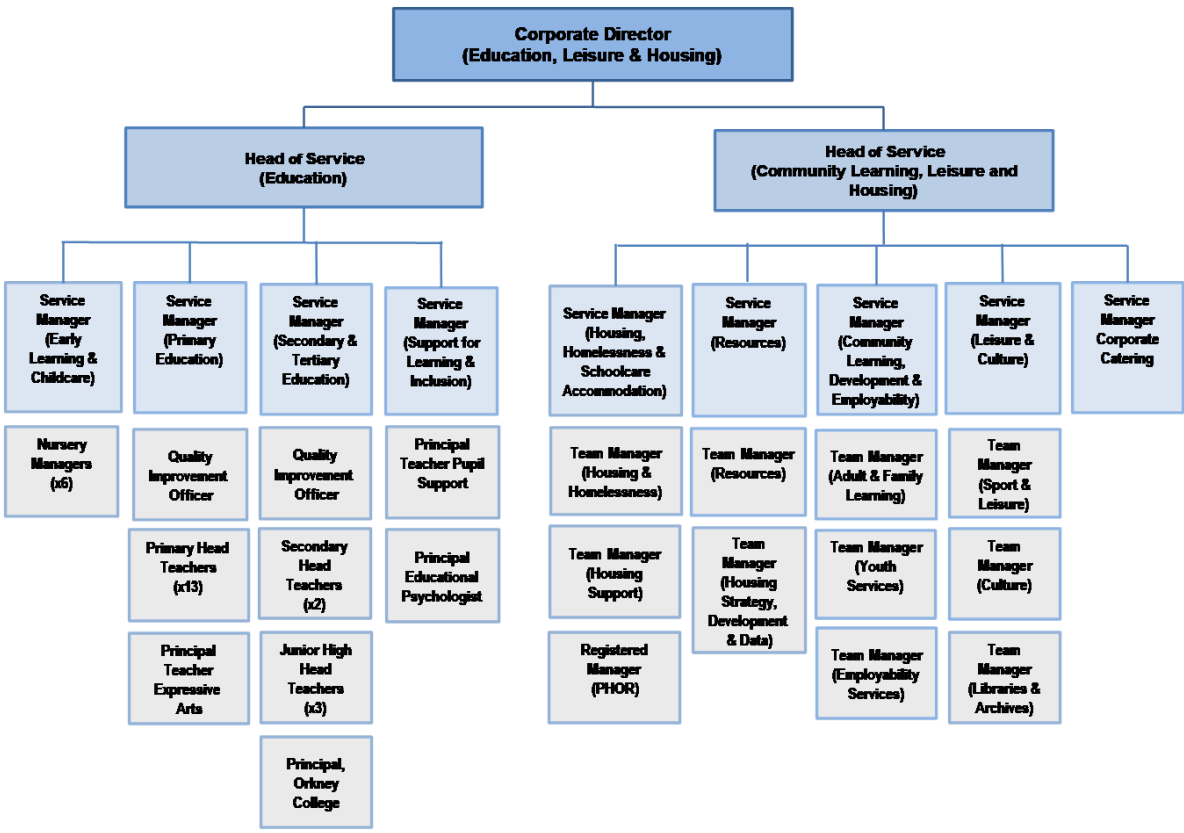 Corporate Director
(Education, Leisure & Housing)
Head of Service
(Education)
Head of Service
(Community Learning, Leisure and
Housing)
Service
Manager
(Early
Learning &
Childcare)
Service
Manager
(Primary
Education)
Service
Manager
(Secondary &
Tertiary
Education)
Service
Manager
(Support for
Learning &
Inclusion)
Service Manager
(Housing,
Homelessness &
Schoolcare
Accommodation)
Service
Manager
(Resources)
Service
Manager
(Community
Learning,
Development &
Employability)
Service
Manager
(Leisure &
Culture)
Service
Manager
Corporate
Catering
Nursery
Managers
(x6)
Quality
Improvement
Officer
Quality
Improvement
Officer
Principal
Teacher Pupil
Support
Team Manager
(Housing &
Homelessness)
Team Manager
(Resources)
Team Manager
(Adult & Family
Learning)
Team
Manager
(Sport &
Leisure)
Primary Head
Teachers
(x13)
Secondary
Head
Teachers
(x2)
Principal
Educational
Psychologist
Team Manager
(Housing
Support)
Team
Manager
(Housing
Strategy,
Development
& Data)
Team Manager
(Youth
Services)
Team
Manager
(Culture)
Principal
Teacher
Expressive
Arts
Junior High
Head
Teachers
(x3)
Registered
Manager
(PHOR)
Team Manager
(Employability
Services)
Team
Manager
(Libraries &
Archives)
Principal,
Orkney
College